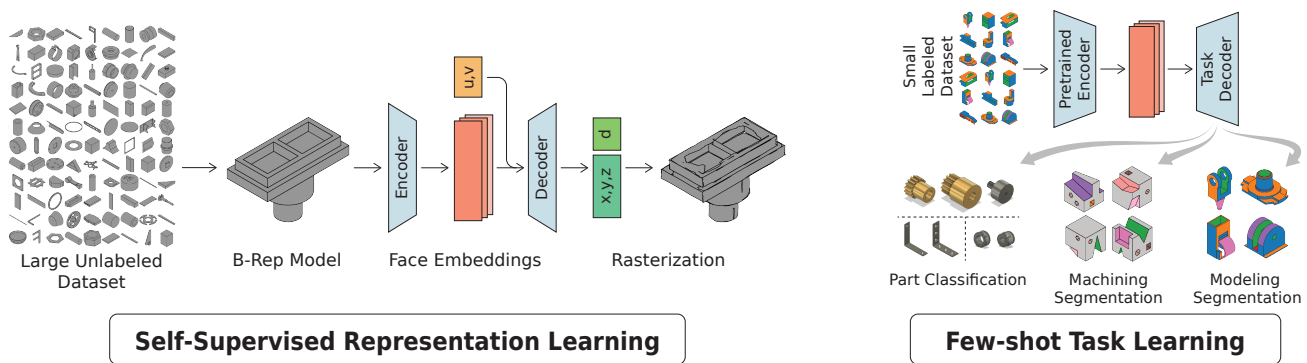 Large Unlabeled
Dataset
B-Rep Model
Encoder
Face Embeddings
u,v
Decoder
d
x,y,z
Rasterization
Self-Supervised Representation Learning
Small
Labeled
Dataset
Pretrained
Encoder
Task
Decoder
Part Classification
Machining
Segmentation
Modeling
Segmentation
Few-shot Task Learning